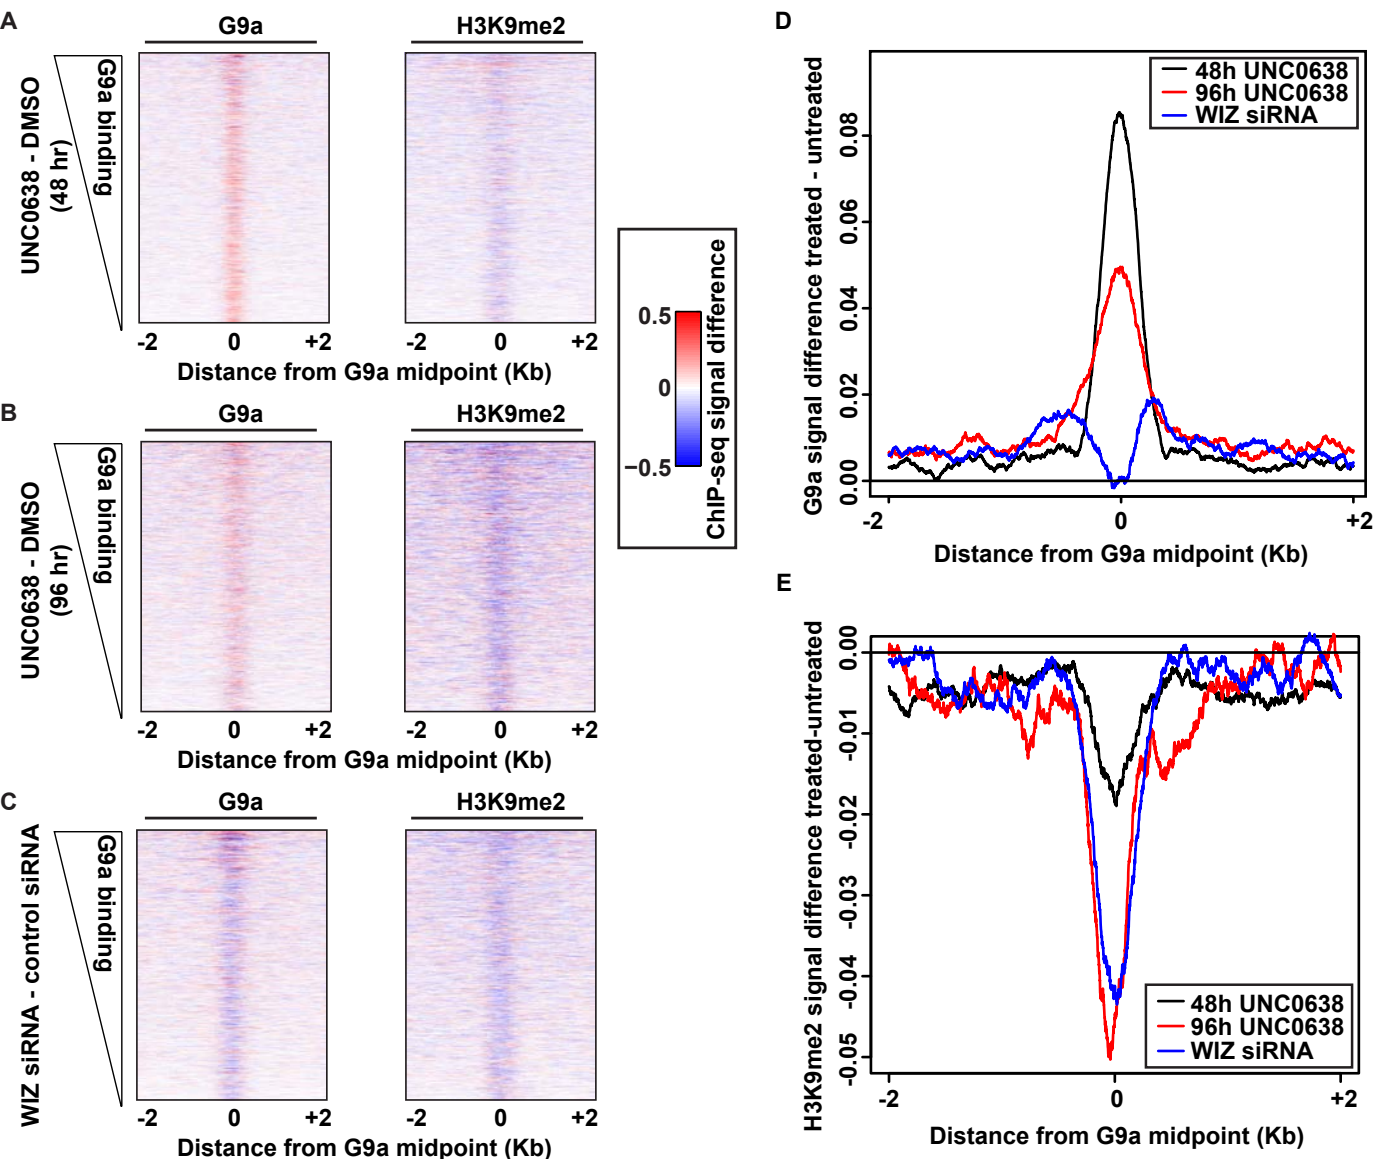 A
G9a
H3K9me2
UNC0638 - DMSO
(48 hr)
G9a binding
-2
0
+2
-2
0
+2
Distance from G9a midpoint (Kb)
B
G9a
H3K9me2
UNC0638 - DMSO
(96 hr)
G9a binding
-2
0
+2
-2
0
+2
Distance from G9a midpoint (Kb)
C
G9a
H3K9me2
WIZ siRNA - control siRNA
G9a binding
-2
0
+2
-2
0
+2
Distance from G9a midpoint (Kb)
0.5
0
−0.5
ChIP-seq signal difference
D
G9a signal difference treated - untreated
0.08
0.06
0.04
0.02
0.00
48h UNC0638
96h UNC0638
WIZ siRNA
-2
0
+2
Distance from G9a midpoint (Kb)
E
H3K9me2 signal difference treated-untreated
0.00
-0.01
-0.02
-0.03
-0.04
-0.05
48h UNC0638
96h UNC0638
WIZ siRNA
-2
0
+2
Distance from G9a midpoint (Kb)